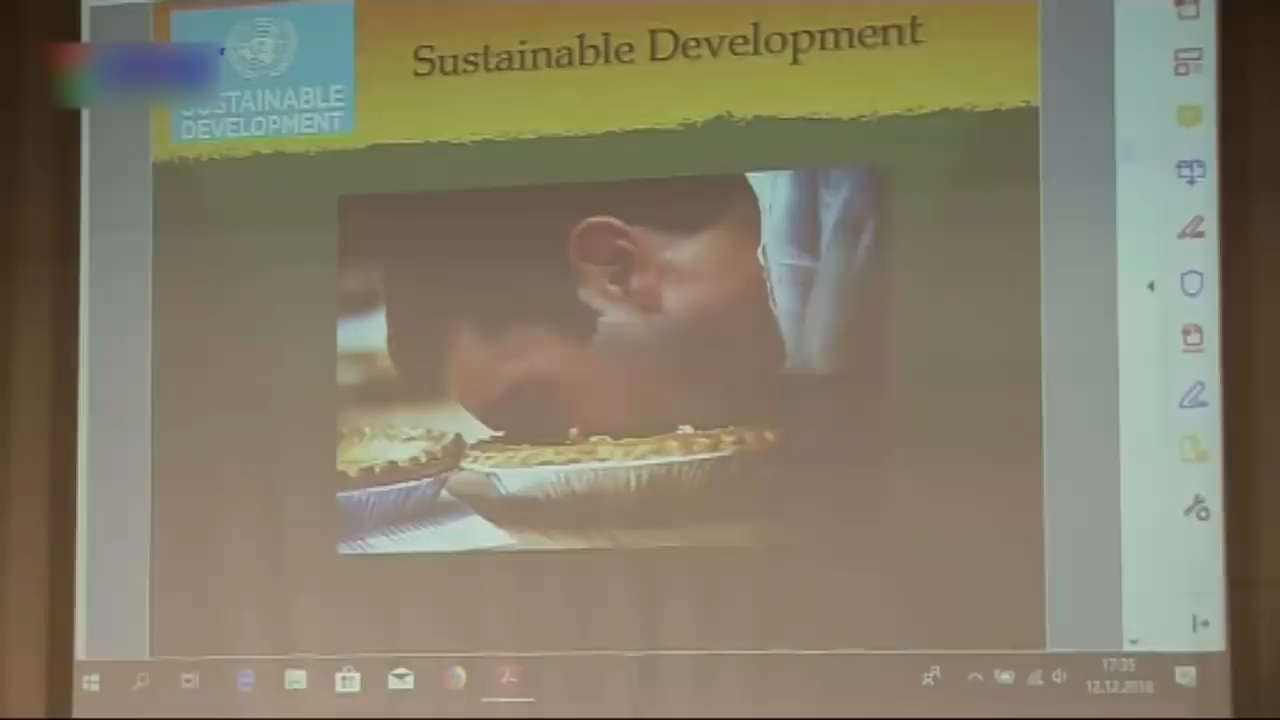 Sustainable Development
SUSTAINABLE
DEVELOPMENT
17:35
12.12.2018